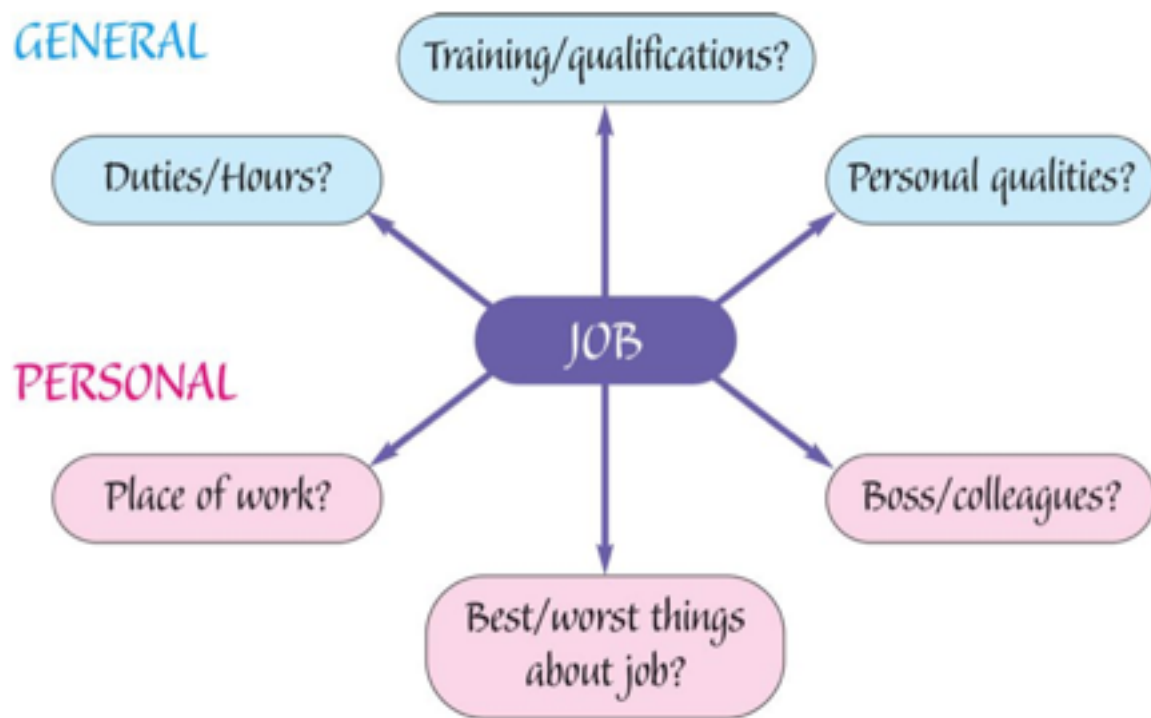 GENERAL
Training/qualifications?
Duties/Hours?
Personal qualities?
JOB
PERSONAL
Place of work?
Boss/colleagues?
Best/worst things
about job?